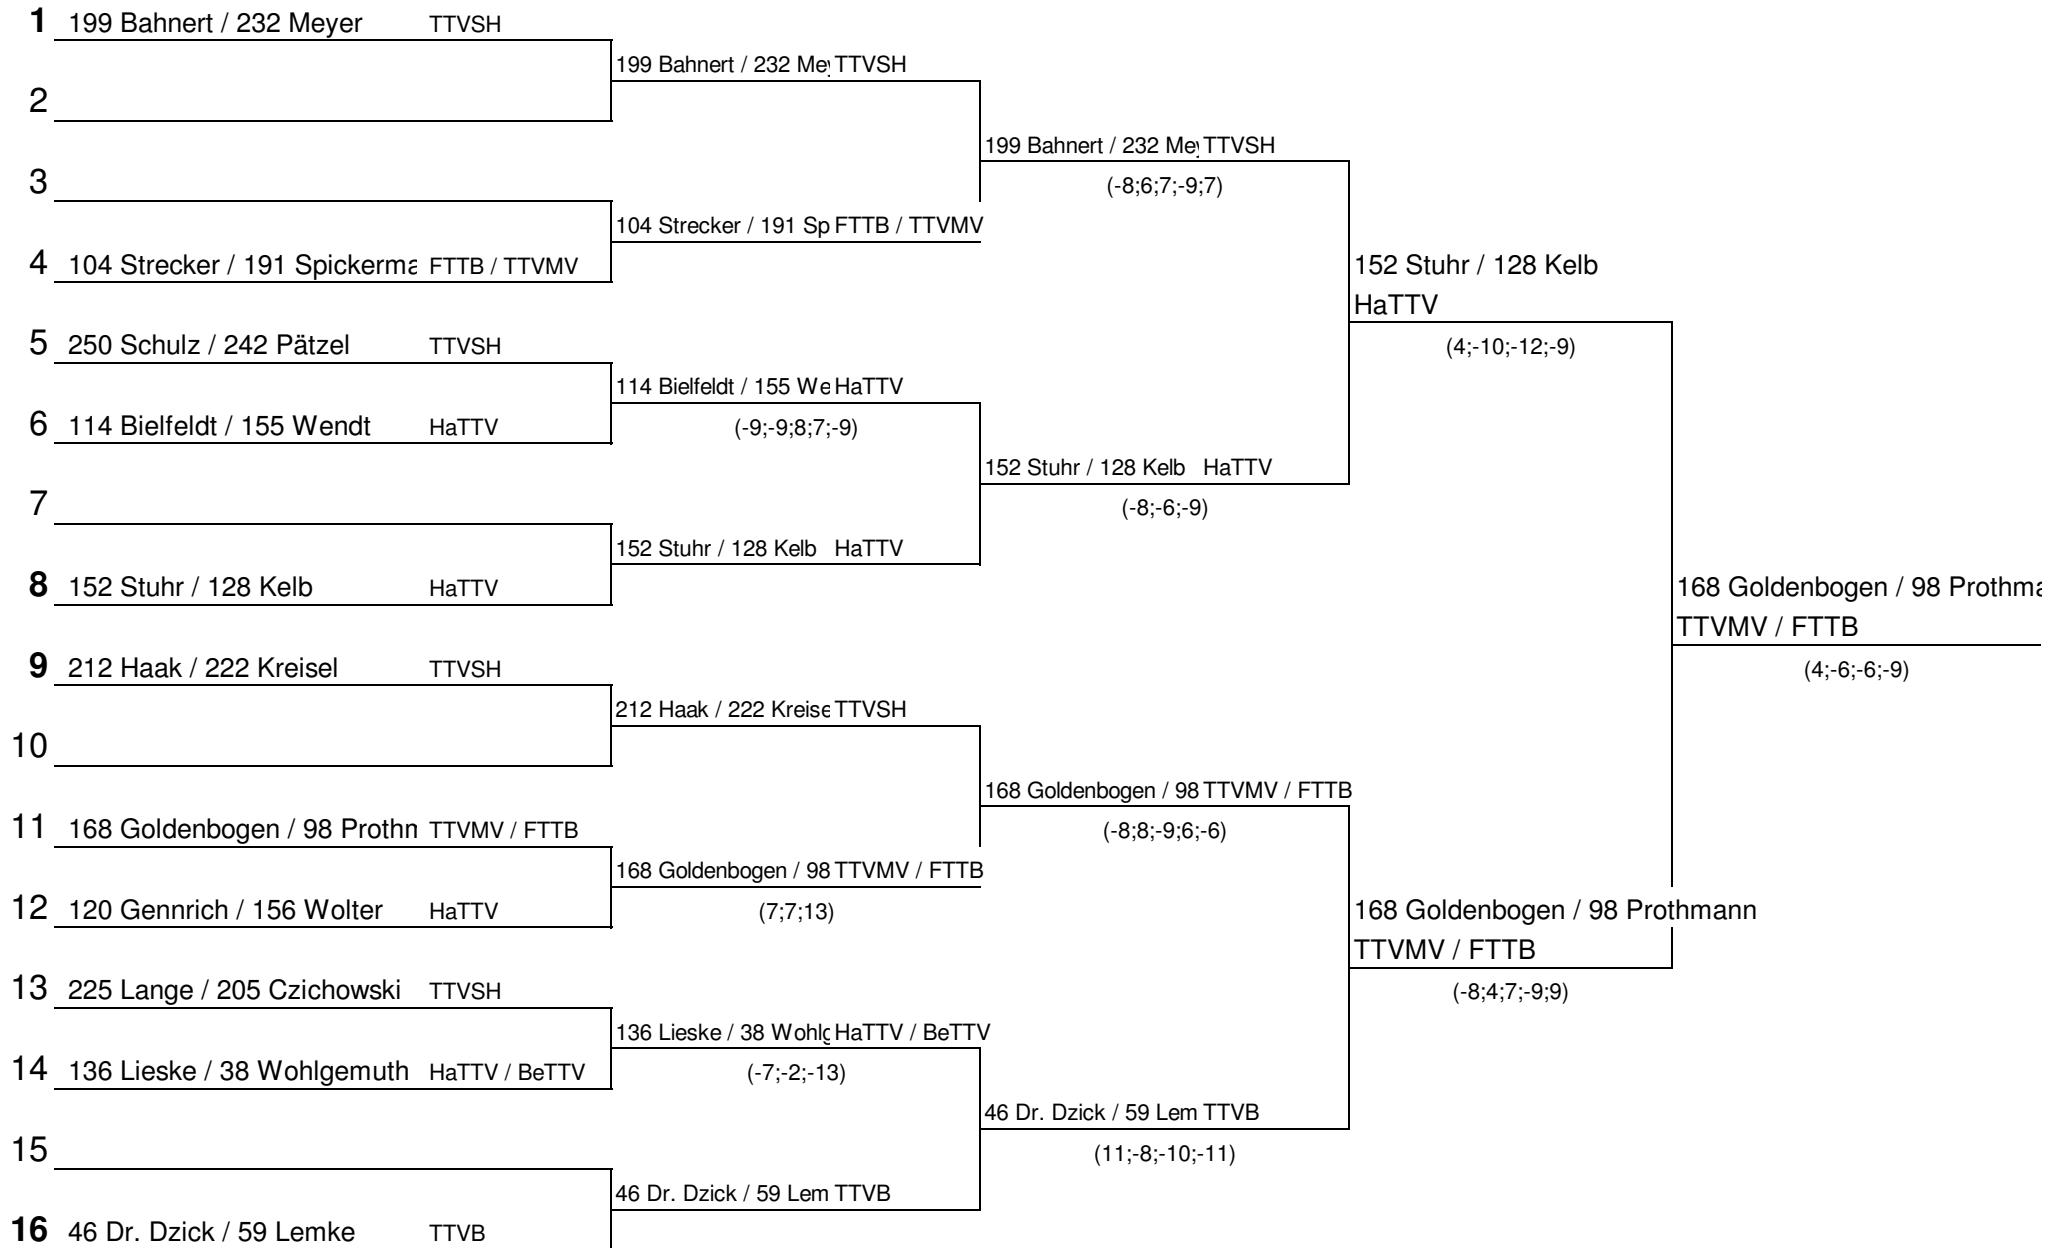 1 199 Bahnert / 232 Meyer TTVSH
199 Bahnert / 232 Mey TTVSH
2
199 Bahnert / 232 Mey TTVSH
3
(-8;6;7;-9;7)
104 Strecker / 191 Sp FTTB / TTVMV
4 104 Strecker / 191 Spickerma FTTB / TTVMV
152 Stuhr / 128 Kelb
HaTTV
5 250 Schulz / 242 Pätzel TTVSH
(4;-10;-12;-9)
114 Bielfeldt / 155 We HaTTV
6 114 Bielfeldt / 155 Wendt HaTTV
(-9;-9;8;7;-9)
152 Stuhr / 128 Kelb HaTTV
7
(-8;-6;-9)
152 Stuhr / 128 Kelb HaTTV
8 152 Stuhr / 128 Kelb HaTTV
168 Goldenbogen / 98 Prothma
TTVMV / FTTB
9 212 Haak / 222 Kreisel TTVSH
(4;-6;-6;-9)
212 Haak / 222 Kreise TTVSH
10
168 Goldenbogen / 98 TTVMV / FTTB
11 168 Goldenbogen / 98 Prothm TTVMV / FTTB
(-8;8;-9;6;-6)
168 Goldenbogen / 98 TTVMV / FTTB
12 120 Gennrich / 156 Wolter HaTTV
(7;7;13)
168 Goldenbogen / 98 Prothmann
TTVMV / FTTB
13 225 Lange / 205 Czichowski TTVSH
(-8;4;7;-9;9)
136 Lieske / 38 Wohlg HaTTV / BeTTV
14 136 Lieske / 38 Wohlgemuth HaTTV / BeTTV
(-7;-2;-13)
46 Dr. Dzick / 59 Lem TTVB
15
(11;-8;-10;-11)
46 Dr. Dzick / 59 Lem TTVB
16 46 Dr. Dzick / 59 Lemke TTVB